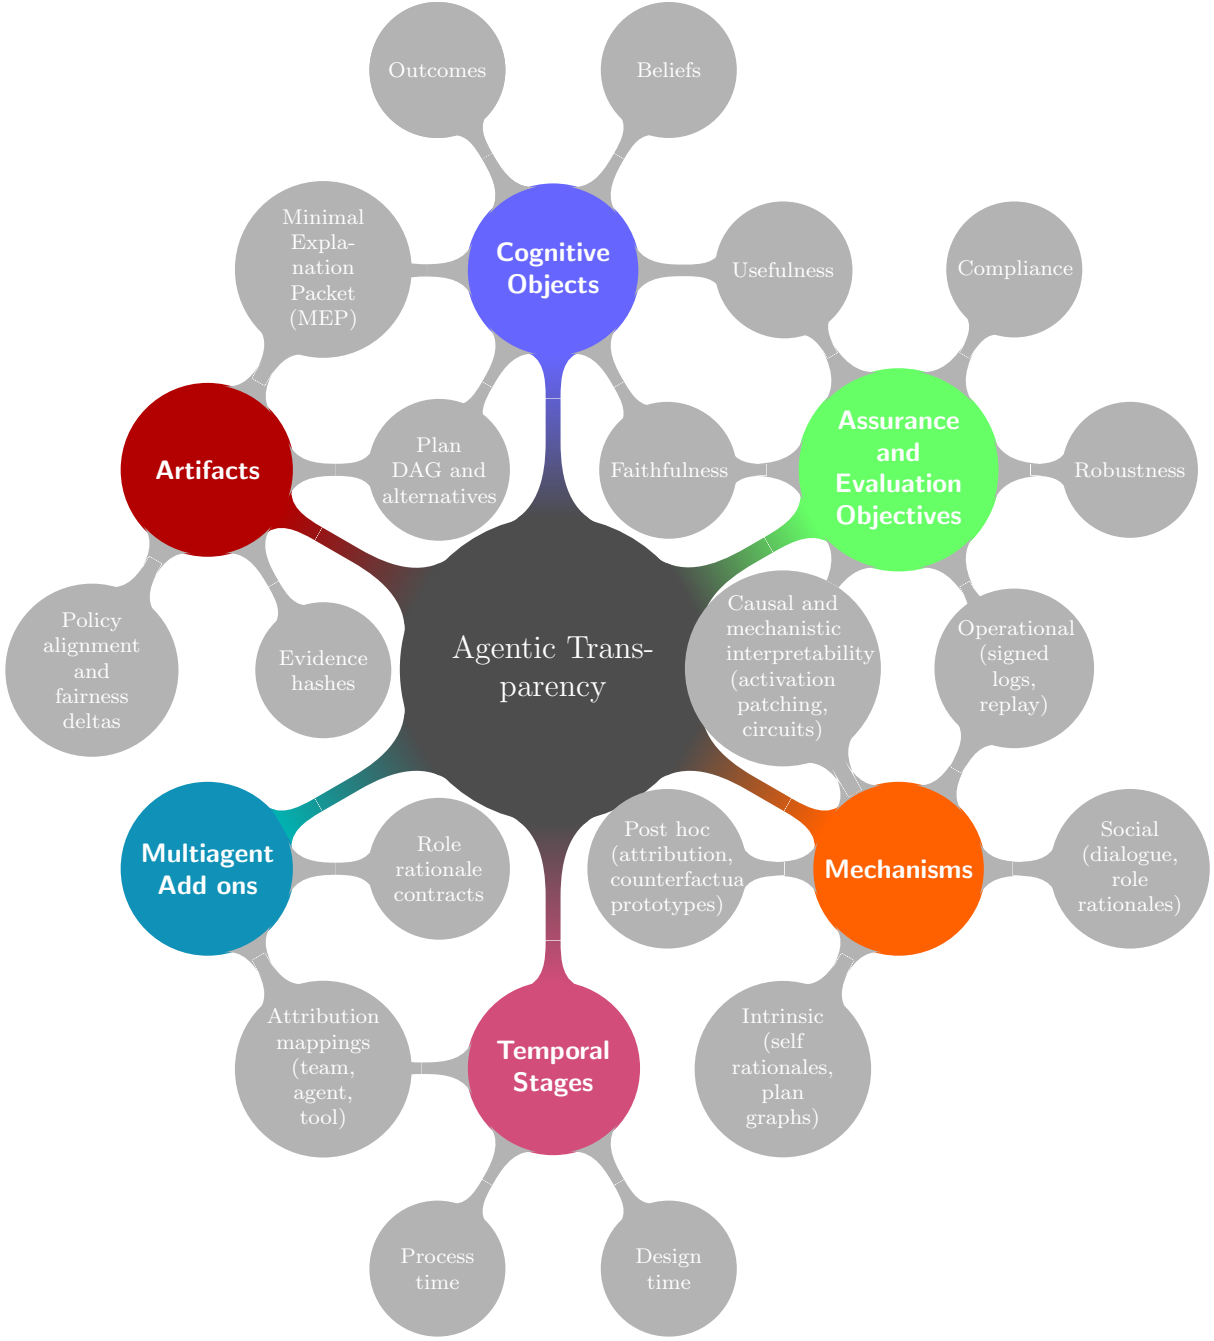 Outcomes
Beliefs
Minimal
Expla-
nation
Packet
(MEP)
Cognitive
Objects
Usefulness
Compliance
Artifacts
Plan
DAG and
alternatives
Faithfulness
Assurance
and
Evaluation
Objectives
Robustness
Policy
alignment
and
fairness
deltas
Evidence
hashes
Agentic Trans-
parency
Causal and
mechanistic
interpretability
(activation
patching,
circuits)
Operational
(signed
logs,
replay)
Multiagent
Add ons
Role
rationale
contracts
Post hoc
(attribution,
counterfactua
prototypes)
Mechanisms
Social
(dialogue,
role
rationales)
Attribution
mappings
(team,
agent,
tool)
Temporal
Stages
Intrinsic
(self
rationales,
plan
graphs)
Process
time
Design
time